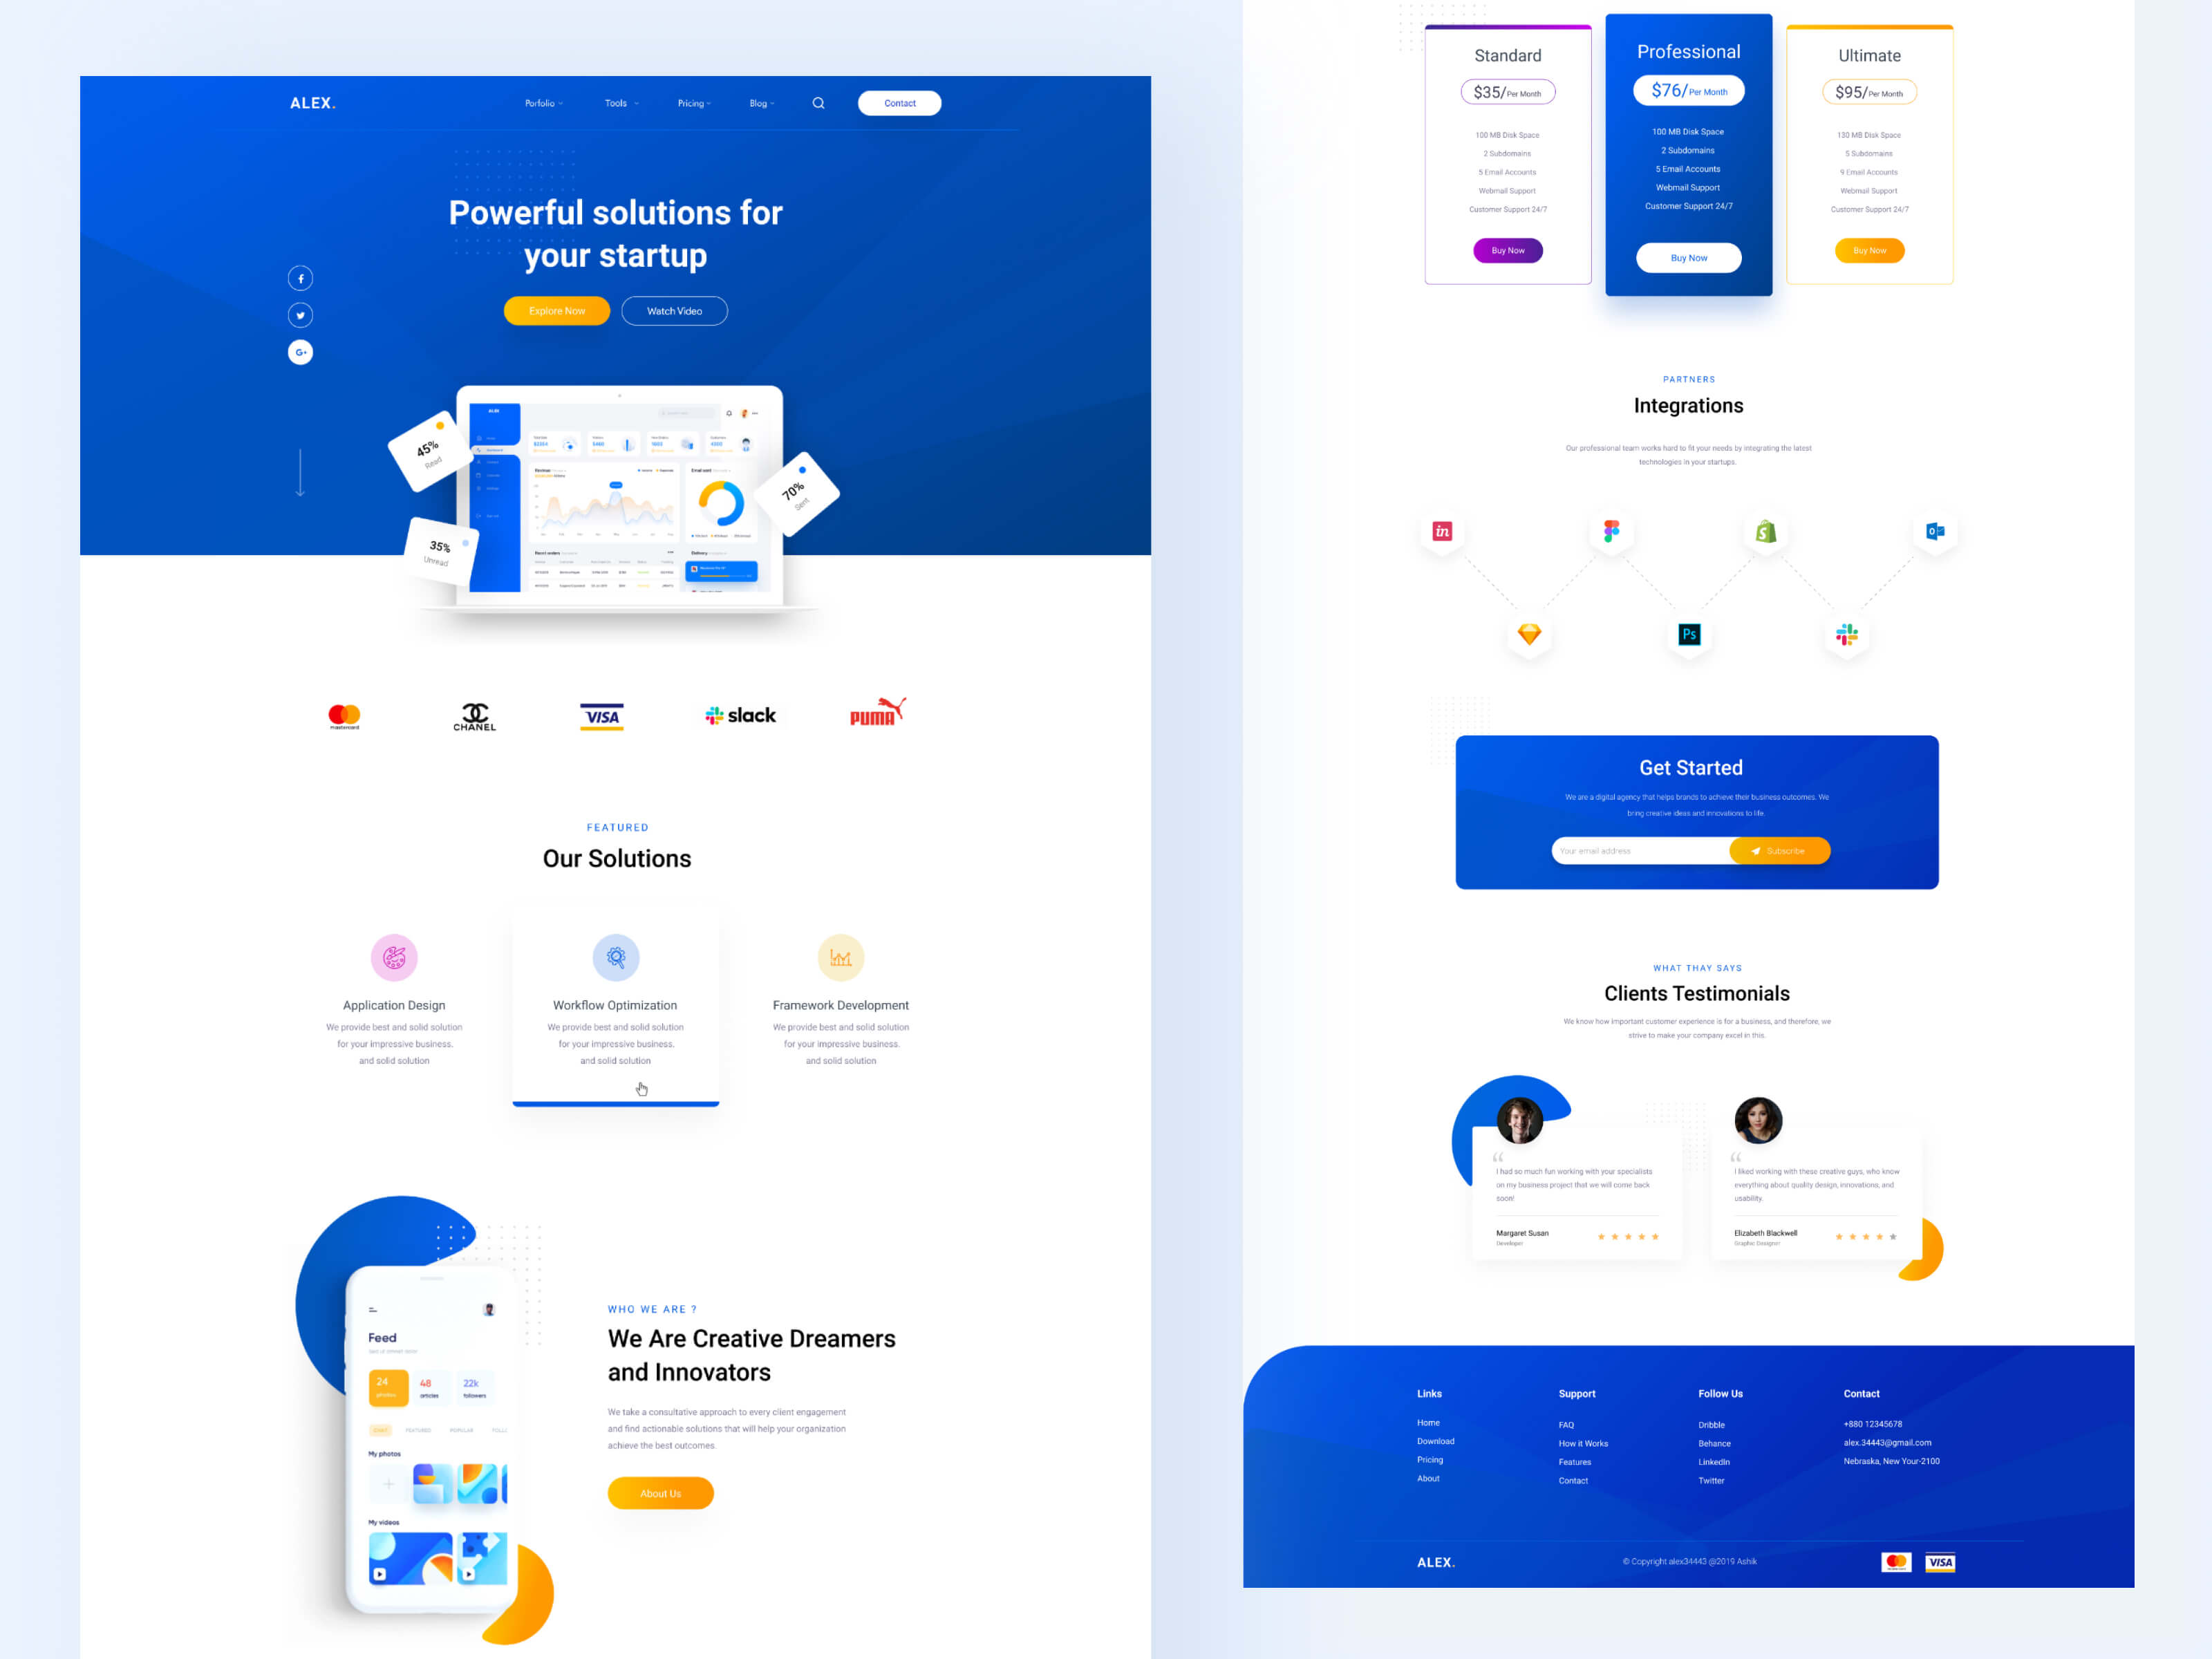 ALEX.
Porfolio
Tools
Pricing
Blog
Contact
Powerful solutions for
your startup
Explore Now
Watch Video
G+
45%
Read
35%
Unread
70%
Sent
mastercard
CHANEL
VISA
slack
PUMA
FEATURED
Our Solutions
Application Design
We provide best and solid solution
for your impressive business.
and solid solution
Workflow Optimization
We provide best and solid solution
for your impressive business.
and solid solution
Framework Development
We provide best and solid solution
for your impressive business.
and solid solution
Feed
24
photos
48
articles
22k
followers
FEATURED
POPULAR
My photos
My videos
WHO WE ARE ?
We Are Creative Dreamers
and Innovators
We take a consultative approach to every client engagement
and find actionable solutions that will help your organization
achieve the best outcomes.
About Us
Standard
$35/Per Month
100 MB Disk Space
2 Subdomains
5 Email Accounts
Webmail Support
Customer Support 24/7
Buy Now
Professional
$76/Per Month
100 MB Disk Space
2 Subdomains
5 Email Accounts
Webmail Support
Customer Support 24/7
Buy Now
Ultimate
$95/Per Month
130 MB Disk Space
5 Subdomains
9 Email Accounts
Webmail Support
Customer Support 24/7
Buy Now
PARTNERS
Integrations
Our professional team works hard to fit your needs by integrating the latest
technologies in your startups.
in
Ps
Get Started
We are a digital agency that helps brands to achieve their business outcomes. We
bring creative ideas and innovations to life.
Your email address
Subscribe
WHAT THAY SAYS
Clients Testimonials
We know how important customer experience is for a business, and therefore, we
strive to make your company excel in this.
I had so much fun working with your specialists
on my business project that we will come back
soon!
Margaret Susan
Developer
I liked working with these creative guys, who know
everything about quality design, innovations, and
usability.
Elizabeth Blackwell
Graphic Designer
Links
Home
Download
Pricing
About
Support
FAQ
How it Works
Features
Contact
Follow Us
Dribble
Behance
LinkedIn
Twitter
Contact
+880 12345678
alex.34443@gmail.com
Nebraska, New Your-2100
ALEX.
© Copyright alex34443 @2019 Ashik
VISA